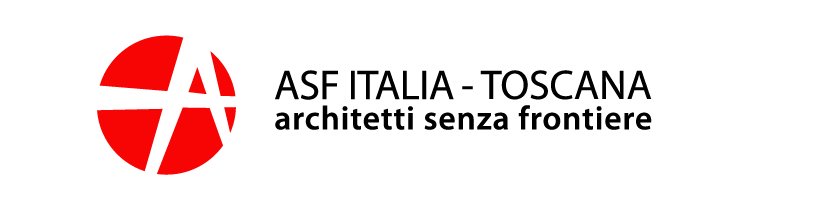 ASF ITALIA - TOSCANA
architetti senza frontiere